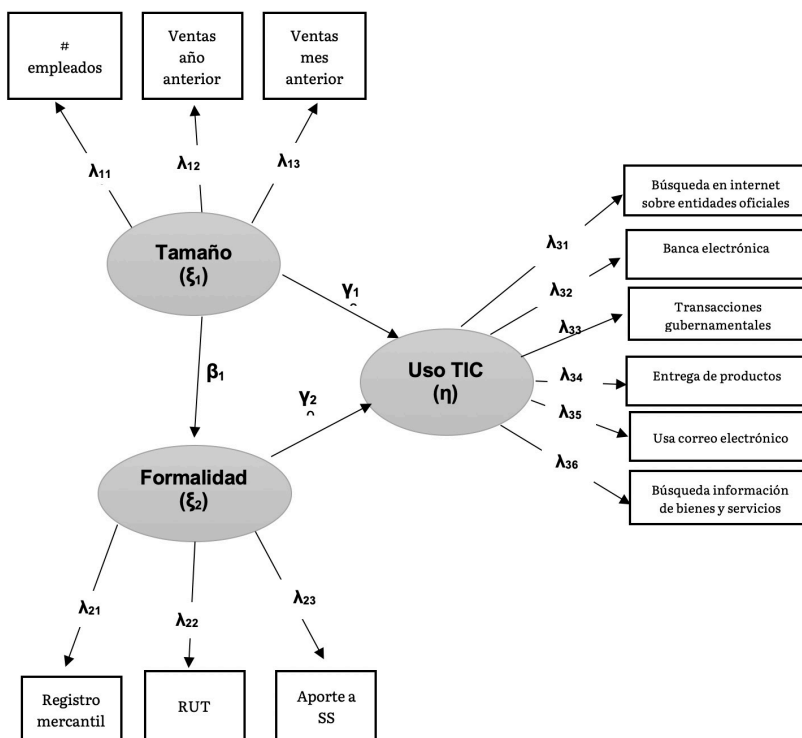 #
empleados
Ventas
año
anterior
Ventas
mes
anterior
λ11
λ12
λ13
Tamaño
(ξ1)
γ1
β1
γ2
Formalidad
(ξ2)
λ21
λ22
λ23
Registro
mercantil
RUT
Aporte a
SS
Uso TIC
(η)
λ31
λ32
λ33
λ34
λ35
λ36
Búsqueda en internet
sobre entidades oficiales
Banca electrónica
Transacciones
gubernamentales
Entrega de productos
Usa correo electrónico
Búsqueda información
de bienes y servicios